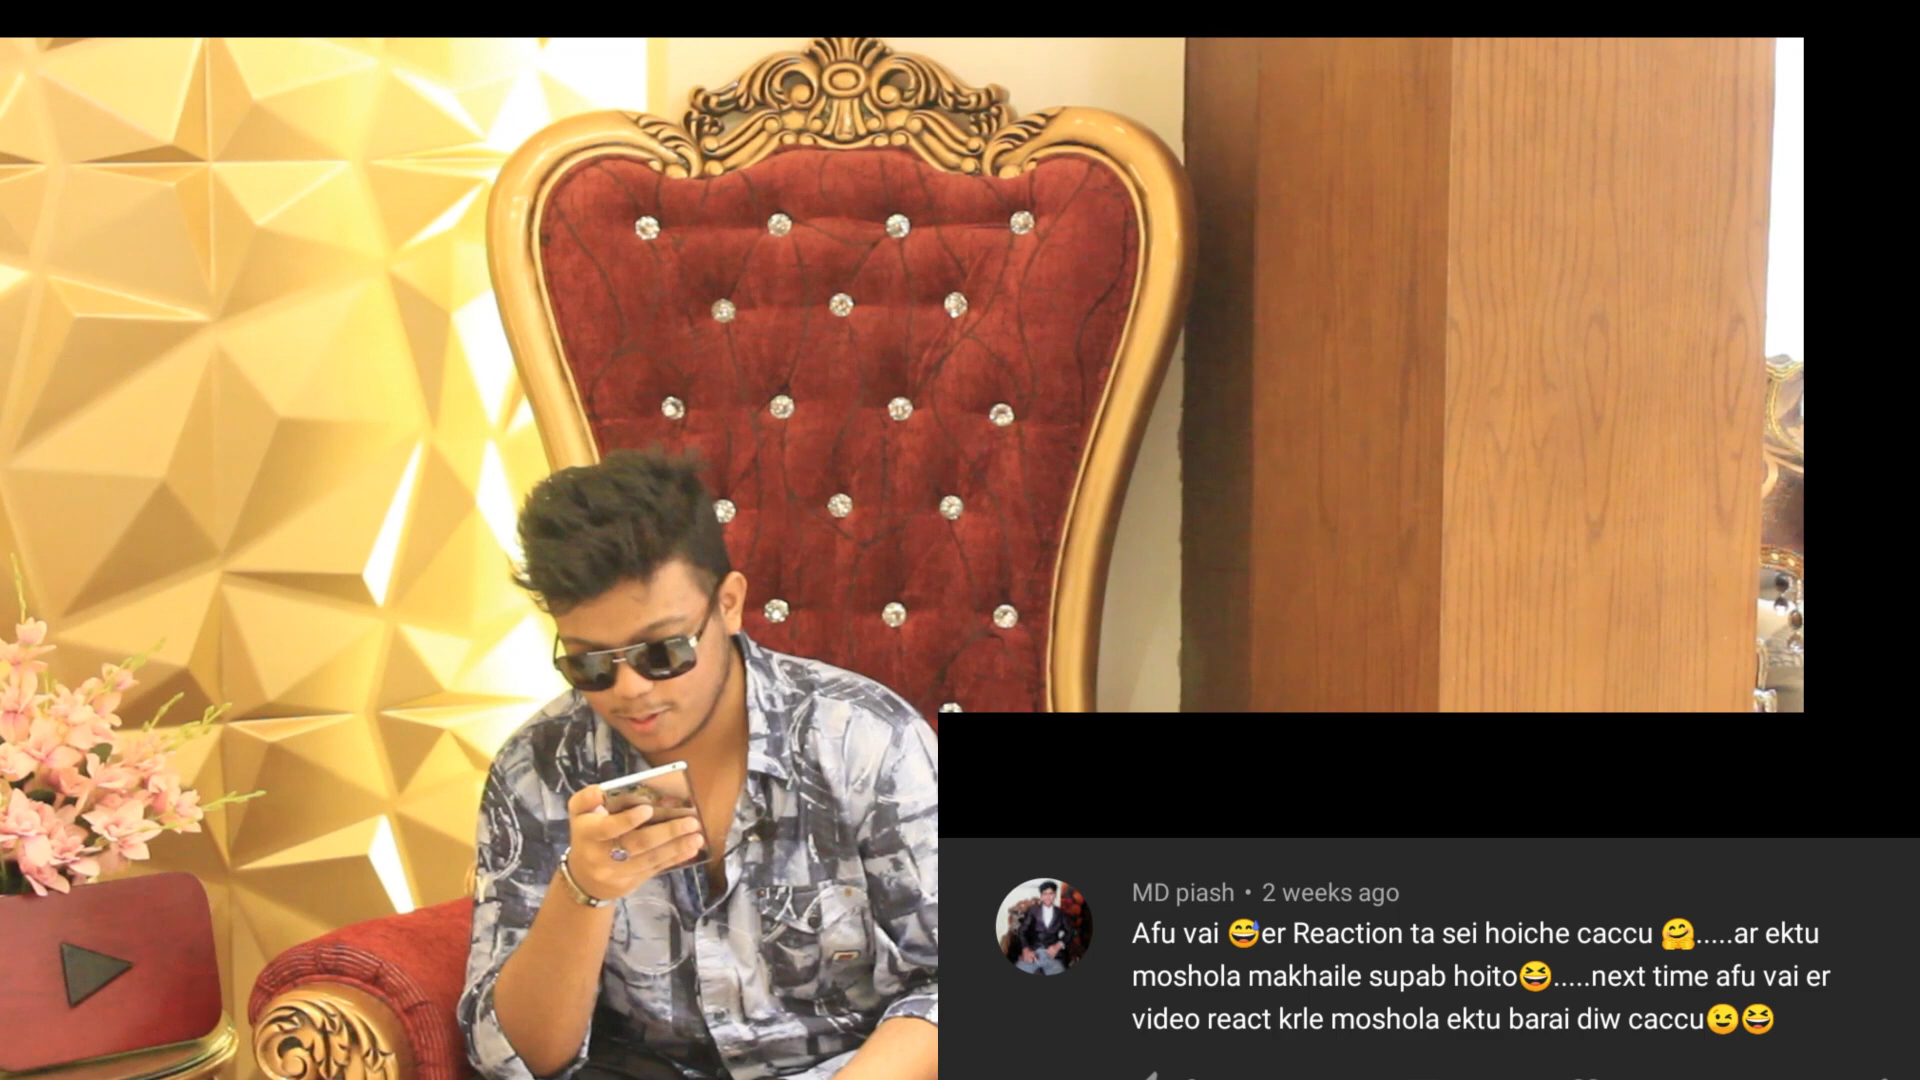 MD piash • 2 weeks ago
Afu vai 😅er Reaction ta sei hoiche caccu 🤗.....ar ektu
moshola makhaile supab hoito😆.....next time afu vai er
video react krle moshola ektu barai diw caccu😉😆